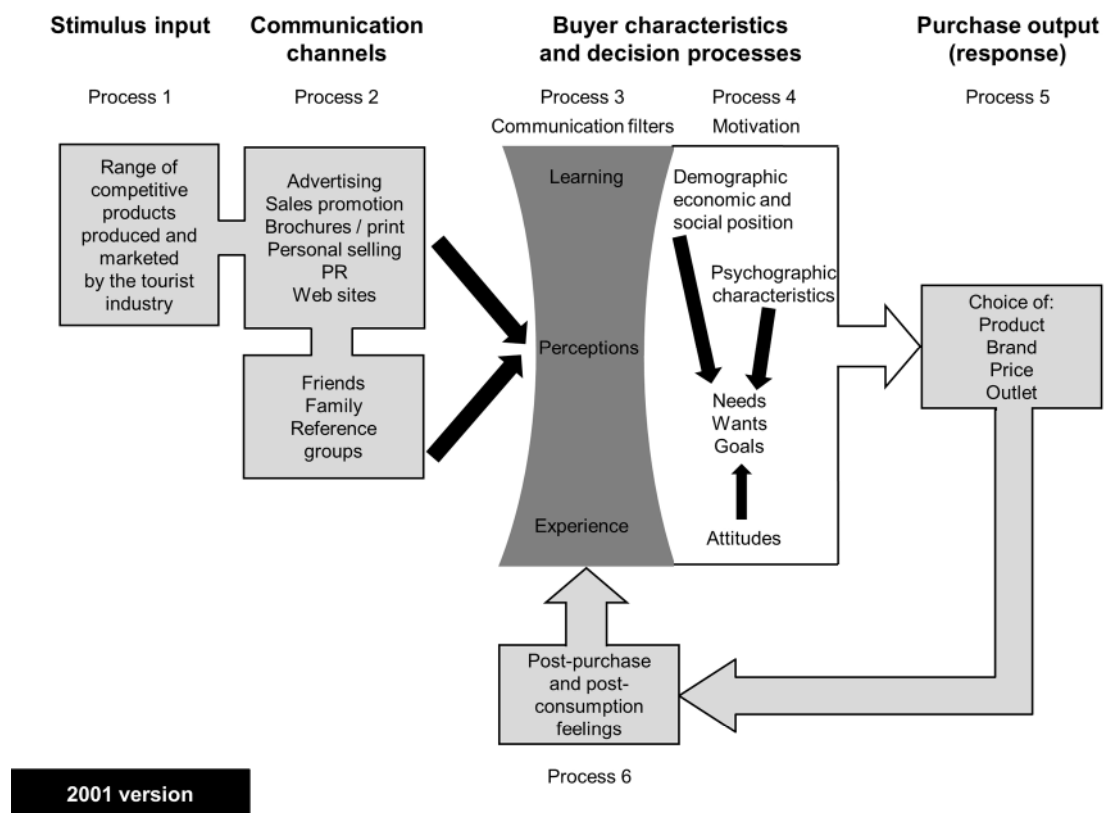 Stimulus input
Communication
channels
Buyer characteristics
and decision processes
Purchase output
(response)
Process 1
Process 2
Process 3
Process 4
Process 5
Communication filters
Motivation
Range of
competitive
products
produced and
marketed
by the tourist
industry
Advertising
Sales promotion
Brochures / print
Personal selling
PR
Web sites
Friends
Family
Reference
groups
Learning
Perceptions
Experience
Demographic
economic and
social position
Psychographic
characteristics
Needs
Wants
Goals
Attitudes
Choice of:
Product
Brand
Price
Outlet
Post-purchase
and post-
consumption
feelings
Process 6
2001 version